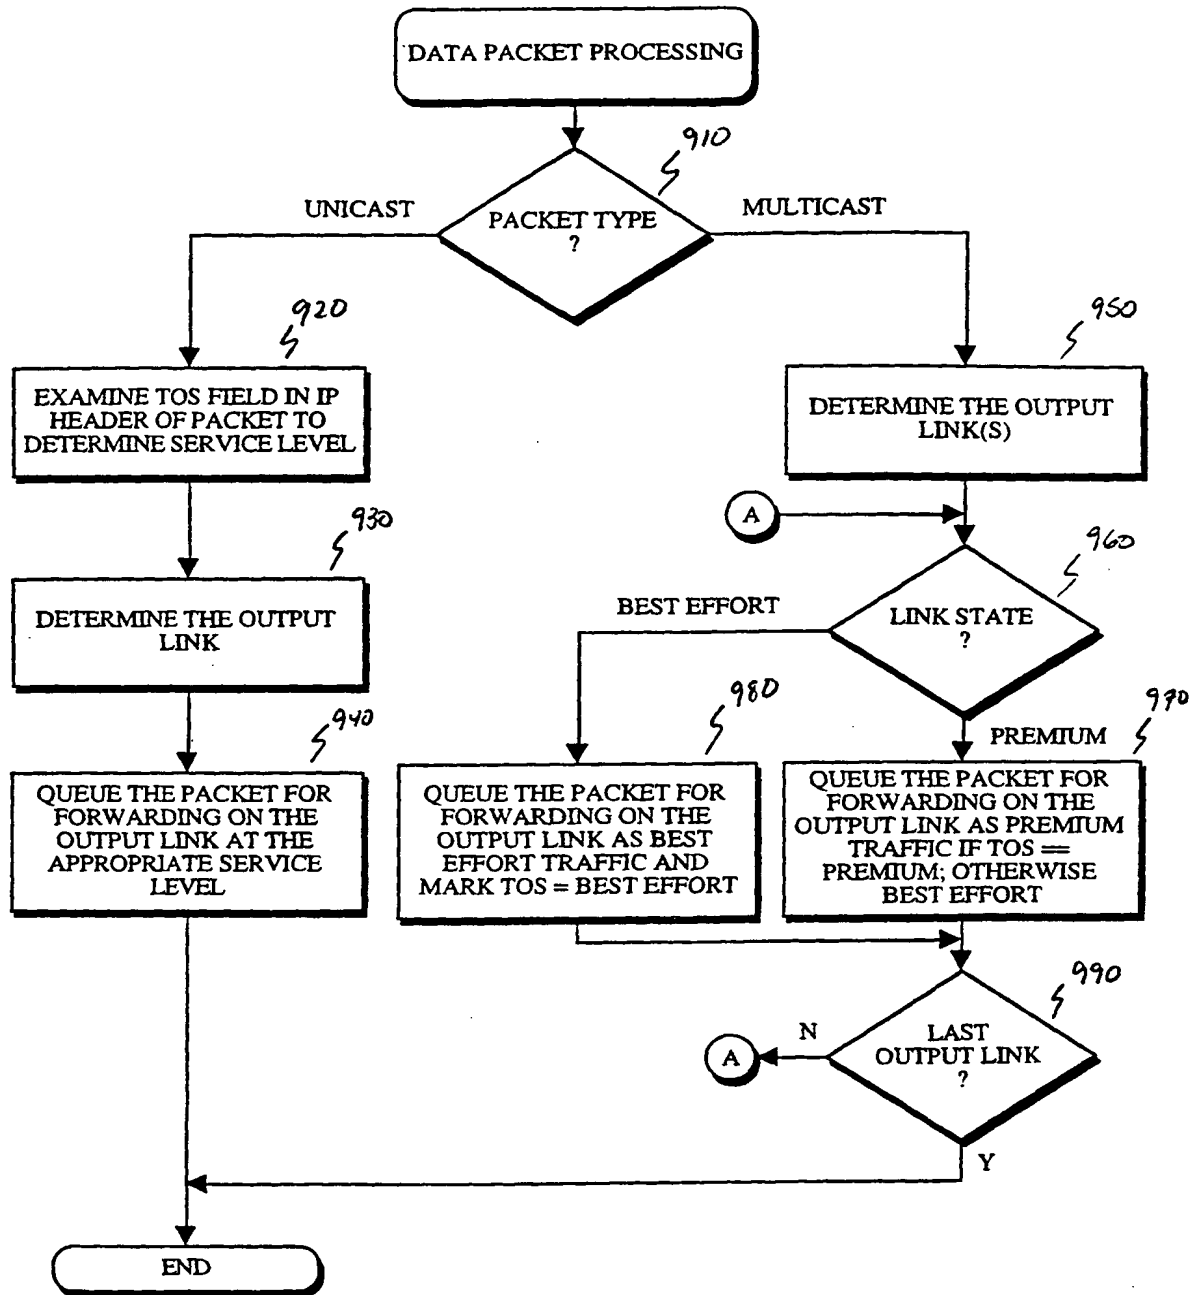 DATA PACKET PROCESSING
910
UNICAST
PACKET TYPE
?
MULTICAST
920
EXAMINE TOS FIELD IN IP
HEADER OF PACKET TO
DETERMINE SERVICE LEVEL
950
DETERMINE THE OUTPUT
LINK(S)
A
930
DETERMINE THE OUTPUT
LINK
960
BEST EFFORT
LINK STATE
?
PREMIUM
940
QUEUE THE PACKET FOR
FORWARDING ON THE
OUTPUT LINK AT THE
APPROPRIATE SERVICE
LEVEL
980
QUEUE THE PACKET FOR
FORWARDING ON THE
OUTPUT LINK AS BEST
EFFORT TRAFFIC AND
MARK TOS = BEST EFFORT
970
QUEUE THE PACKET FOR
FORWARDING ON THE
OUTPUT LINK AS PREMIUM
TRAFFIC IF TOS ==
PREMIUM; OTHERWISE
BEST EFFORT
990
A
N
LAST
OUTPUT LINK
?
Y
END